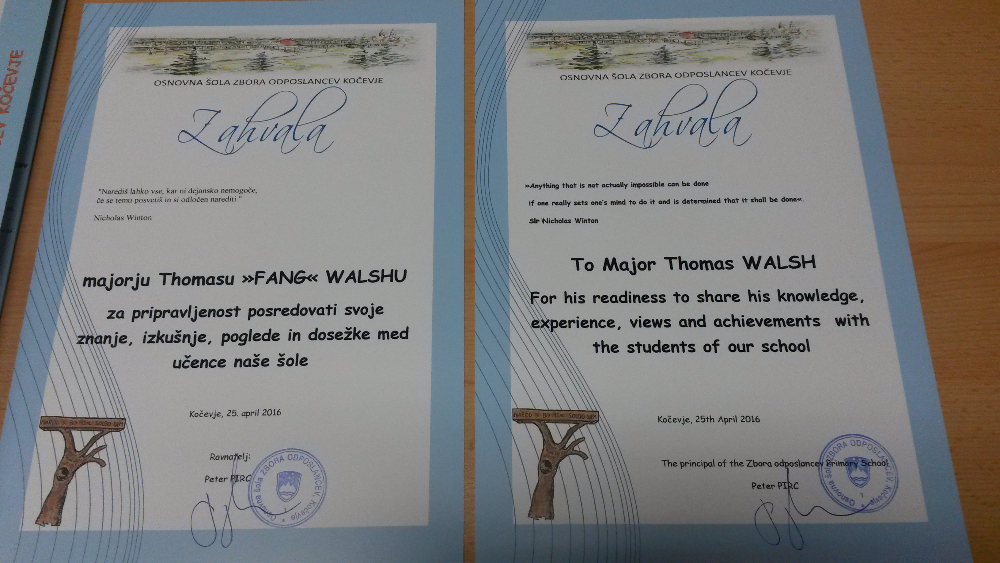 EV KOČEVJE
OSNOVNA ŠOLA ZBORA ODPOSLANCEV KOČEVJE
Zahvala
"Narediš lahko vse, kar ni dejansko nemogoče,
če se temu posvetiš in si odločen narediti."
Nicholas Winton
majorju Thomasu »FANG« WALSHU
za pripravljenost posredovati svoje
znanje, izkušnje, poglede in dosežke med
učence naše šole
Kočevje, 25. april 2016
Ravnatelj:
Peter PIRC
Osnovna šola ZBORA ODPOSLANCEV, Kočevje
OSNOVNA ŠOLA ZBORA ODPOSLANCEV KOČEVJE
Zahvala
»Anything that is not actually impossible can be done
if one really sets one's mind to do it and is determined that it shall be done«.
Sir Nicholas Winton
To Major Thomas WALSH
For his readiness to share his knowledge,
experience, views and achievements with
the students of our school
Kočevje, 25th April 2016
The principal of the Zbora odposlancev Primary School
Peter PIRC
Osnovna šola ZBORA ODPOSLANCEV, Kočevje